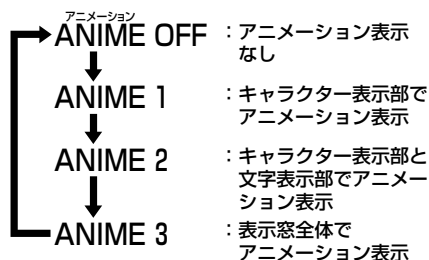 アニメーション
ANIME OFF：アニメーション表示
なし
ANIME 1：キャラクター表示部で
アニメーション表示
ANIME 2：キャラクター表示部と
文字表示部でアニメー
ション表示
ANIME 3：表示窓全体で
アニメーション表示